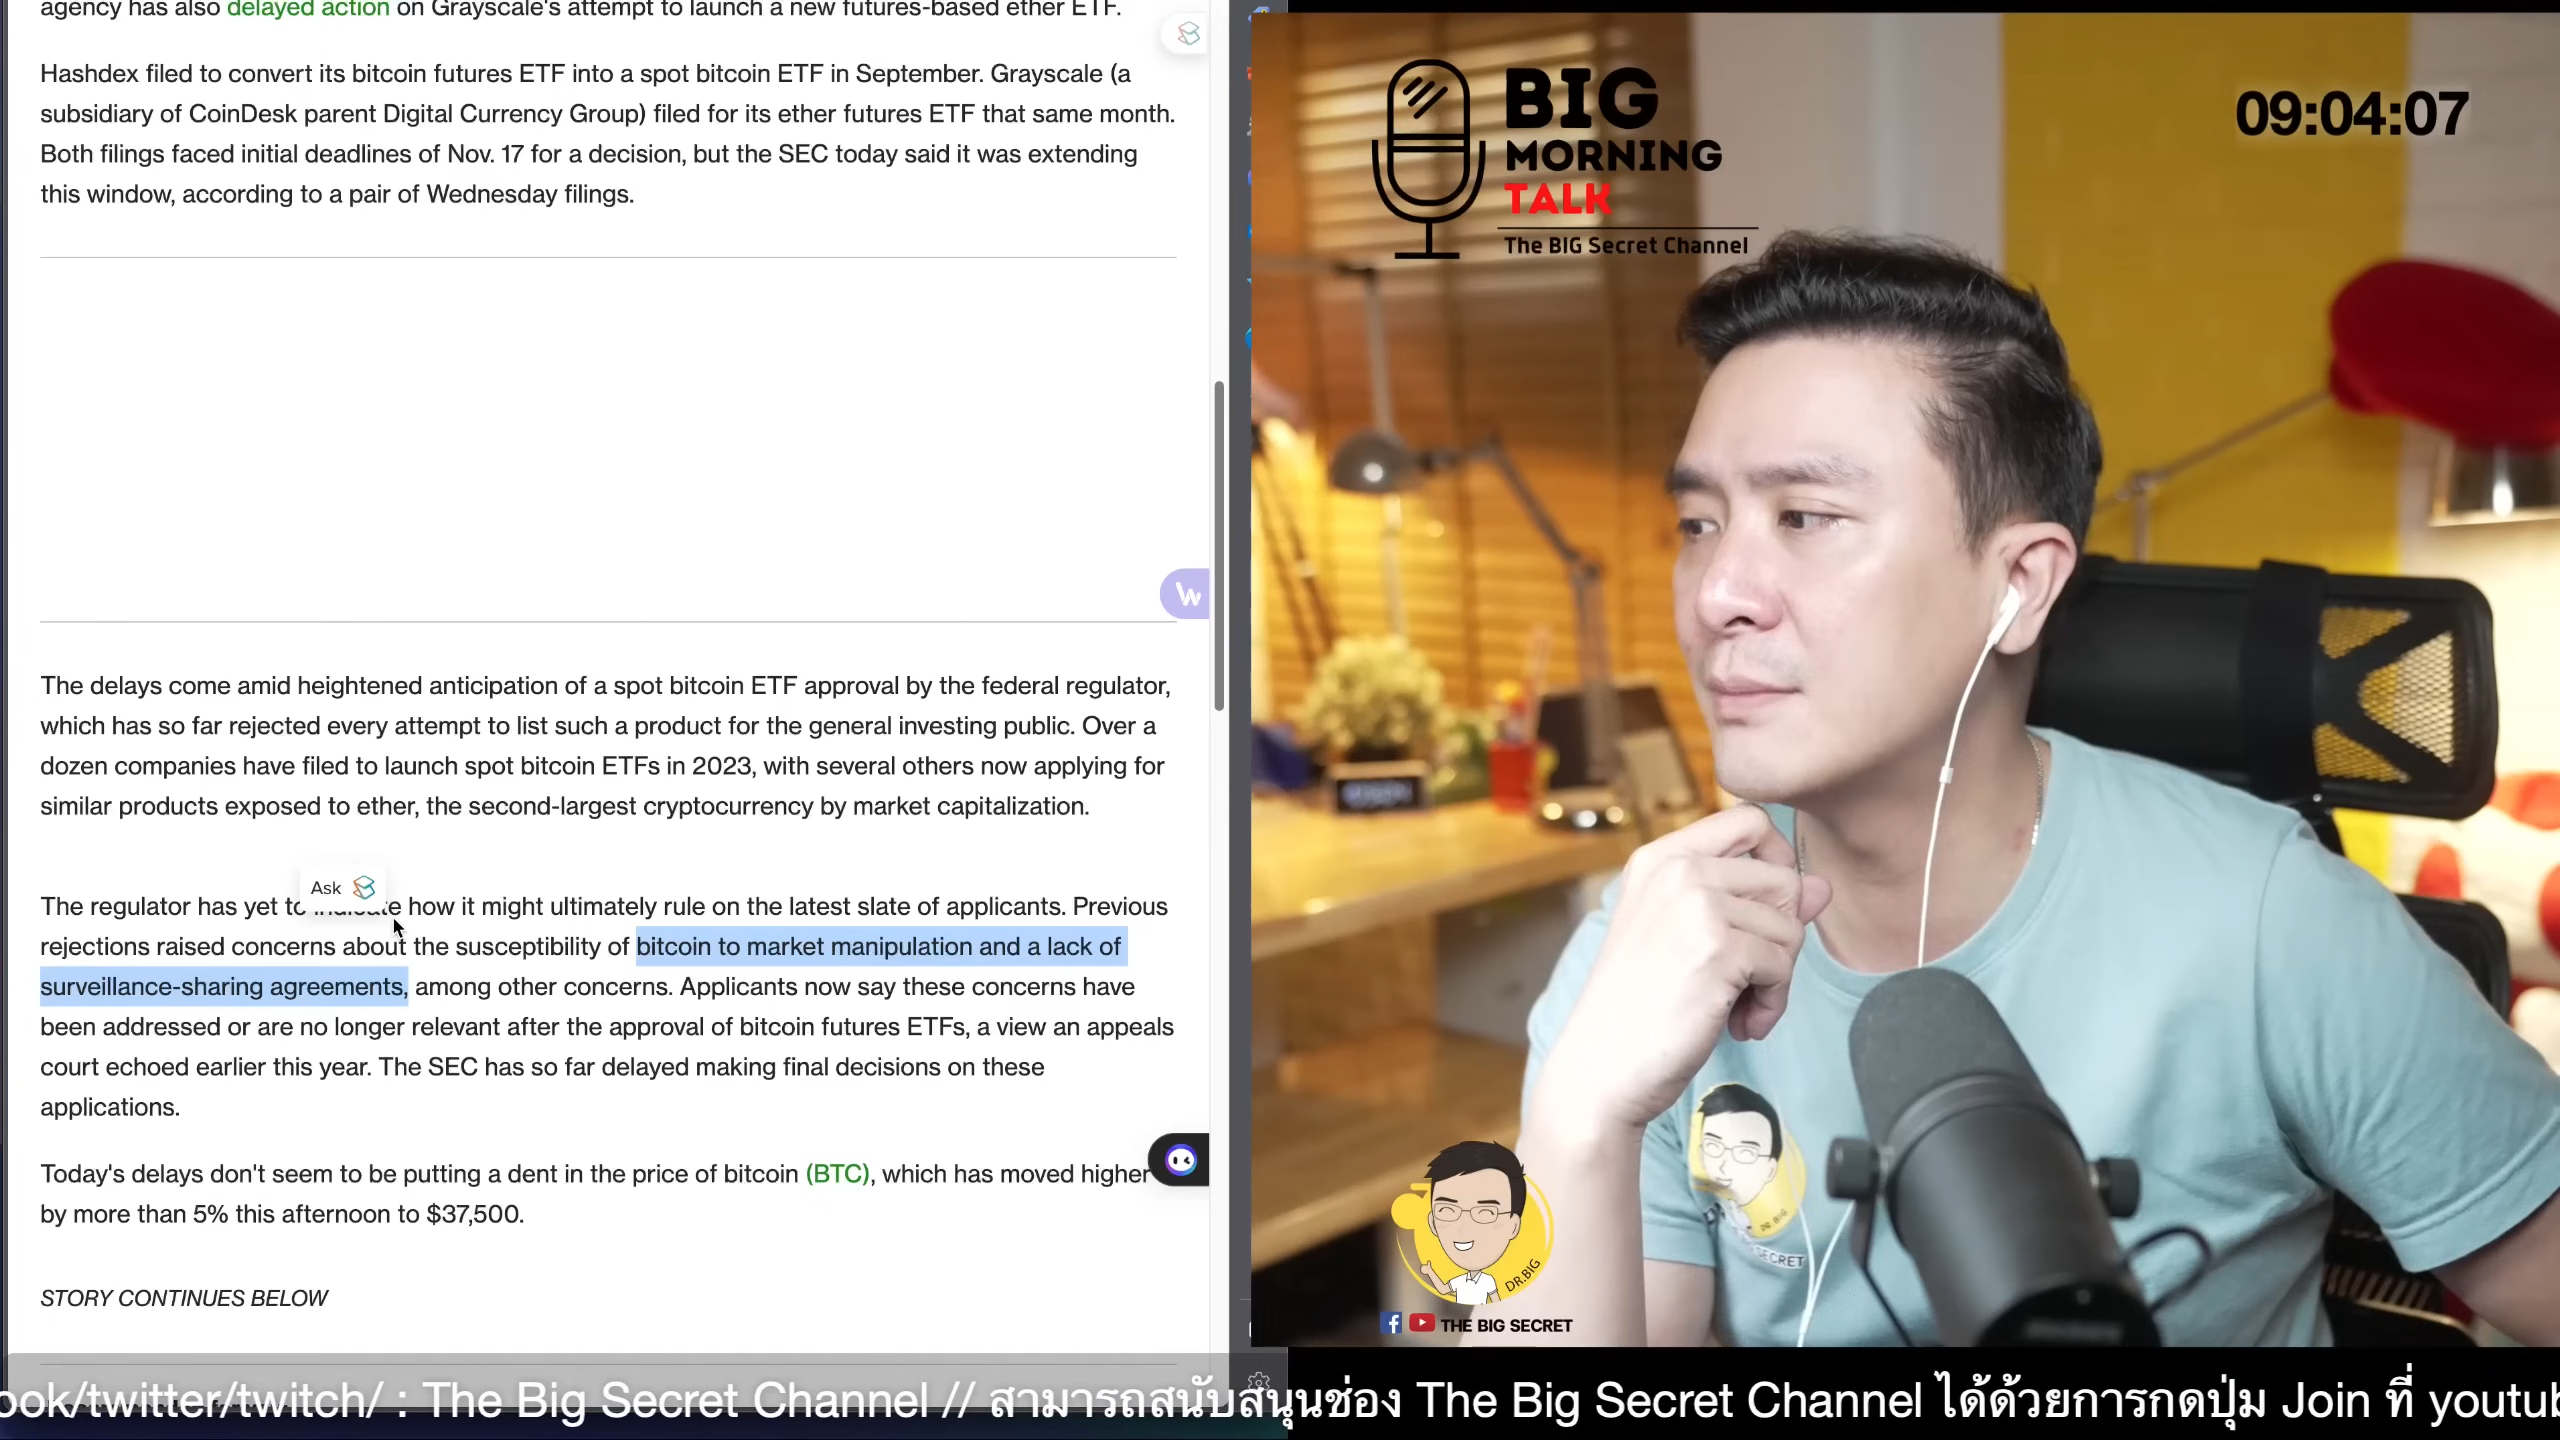 agency has also delayed action on Grayscale's attempt to launch a new futures-based ether ETF.
Hashdex filed to convert its bitcoin futures ETF into a spot bitcoin ETF in September. Grayscale (a
subsidiary of CoinDesk parent Digital Currency Group) filed for its ether futures ETF that same month.
Both filings faced initial deadlines of Nov. 17 for a decision, but the SEC today said it was extending
this window, according to a pair of Wednesday filings.
The delays come amid heightened anticipation of a spot bitcoin ETF approval by the federal regulator,
which has so far rejected every attempt to list such a product for the general investing public. Over a
dozen companies have filed to launch spot bitcoin ETFs in 2023, with several others now applying for
similar products exposed to ether, the second-largest cryptocurrency by market capitalization.
Ask
The regulator has yet to indicate how it might ultimately rule on the latest slate of applicants. Previous
rejections raised concerns about the susceptibility of bitcoin to market manipulation and a lack of
surveillance-sharing agreements, among other concerns. Applicants now say these concerns have
been addressed or are no longer relevant after the approval of bitcoin futures ETFs, a view an appeals
court echoed earlier this year. The SEC has so far delayed making final decisions on these
applications.
Today's delays don't seem to be putting a dent in the price of bitcoin (BTC), which has moved higher
by more than 5% this afternoon to $37,500.
STORY CONTINUES BELOW
BIG
MORNING
TALK
The BIG Secret Channel
09:04:07
DR.BIG
SECRET
DR.BIG
THE BIG SECRET
ook/twitter/twitch/ : The Big Secret Channel // สามารถสนับสนุนช่อง The Big Secret Channel ได้ด้วยการกดปุ่ม Join ที่ youtub